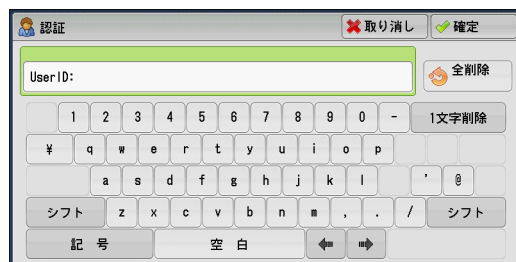 認証 取り消し 確定
UserID: 全削除
1 2 3 4 5 6 7 8 9 0 - 1文字削除
¥ q w e r t y u i o p
a s d f g h j k l ' @
シフト z x c v b n m , . / シフト
記号 空白